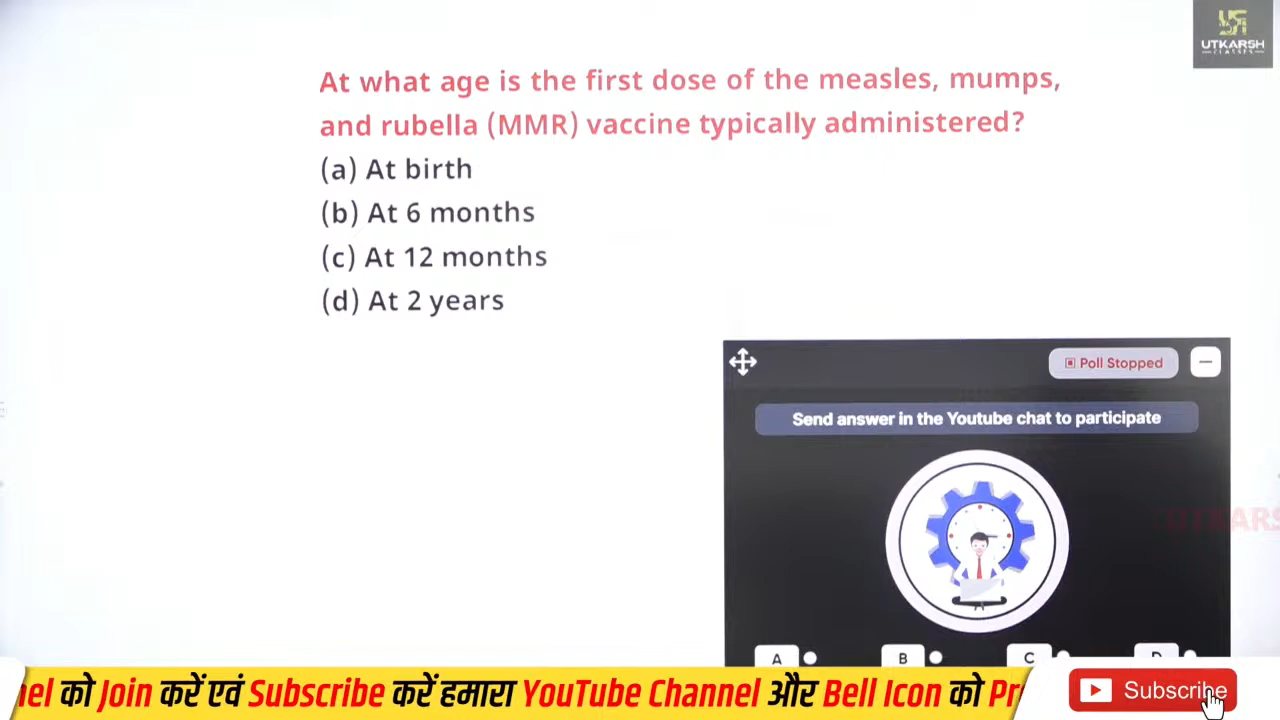 UTKARSH
CLASSES
At what age is the first dose of the measles, mumps,
and rubella (MMR) vaccine typically administered?
(a) At birth
(b) At 6 months
(c) At 12 months
(d) At 2 years
Poll Stopped
Send answer in the Youtube chat to participate
UTKARSH
A B C D
nel को Join करें एवं Subscribe करें हमारा YouTube Channel और Bell Icon को Pr
Subscribe